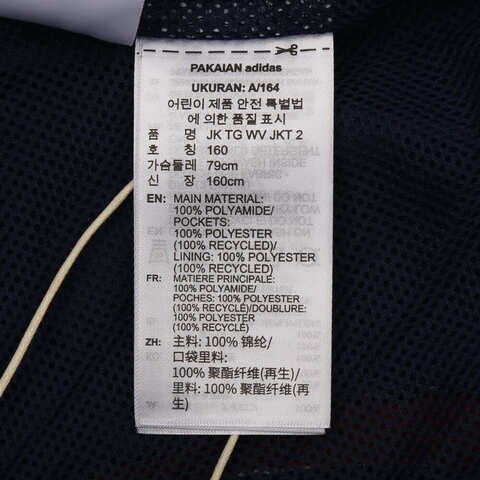 PAKAIAN adidas
UKURAN: A/164
어린이 제품 안전 특별법
에 의한 품질 표시
품 명 JK TG WV JKT 2
호 칭 160
가슴둘레 79cm
신 장 160cm
EN: MAIN MATERIAL:
100% POLYAMIDE/
POCKETS:
100% POLYESTER
(100% RECYCLED)/
LINING: 100% POLYESTER
(100% RECYCLED)
FR: MATIERE PRINCIPALE:
100% POLYAMIDE/
POCHES: 100% POLYESTER
(100% RECYCLÉ)/DOUBLURE:
100% POLYESTER
(100% RECYCLÉ)
ZH: 主料: 100% 锦纶/
口袋里料:
100% 聚酯纤维(再生)/
里料: 100% 聚酯纤维(再
生)